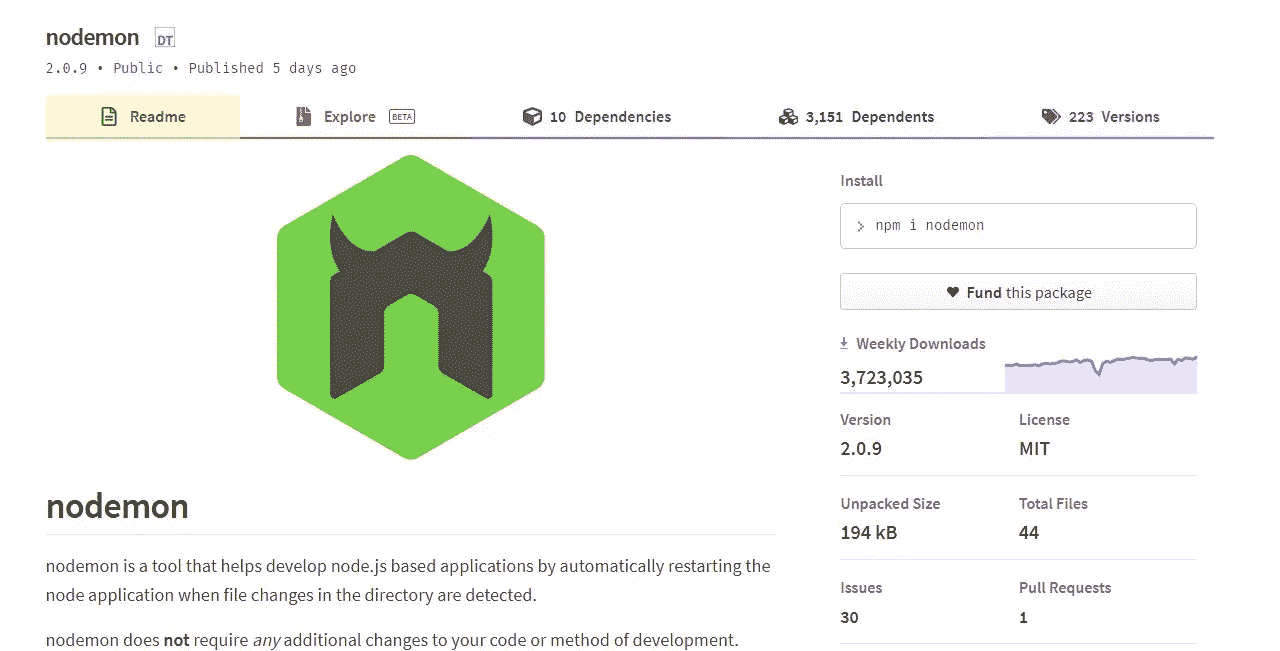 nodemon DT
2.0.9 • Public • Published 5 days ago
Readme
Explore BETA
10 Dependencies
3,151 Dependents
223 Versions
Install
> npm i nodemon
Fund this package
Weekly Downloads
3,723,035
Version
License
2.0.9
MIT
Unpacked Size
Total Files
194 kB
44
Issues
Pull Requests
30
1
nodemon
nodemon is a tool that helps develop node.js based applications by automatically restarting the
node application when file changes in the directory are detected.
nodemon does not require any additional changes to your code or method of development.